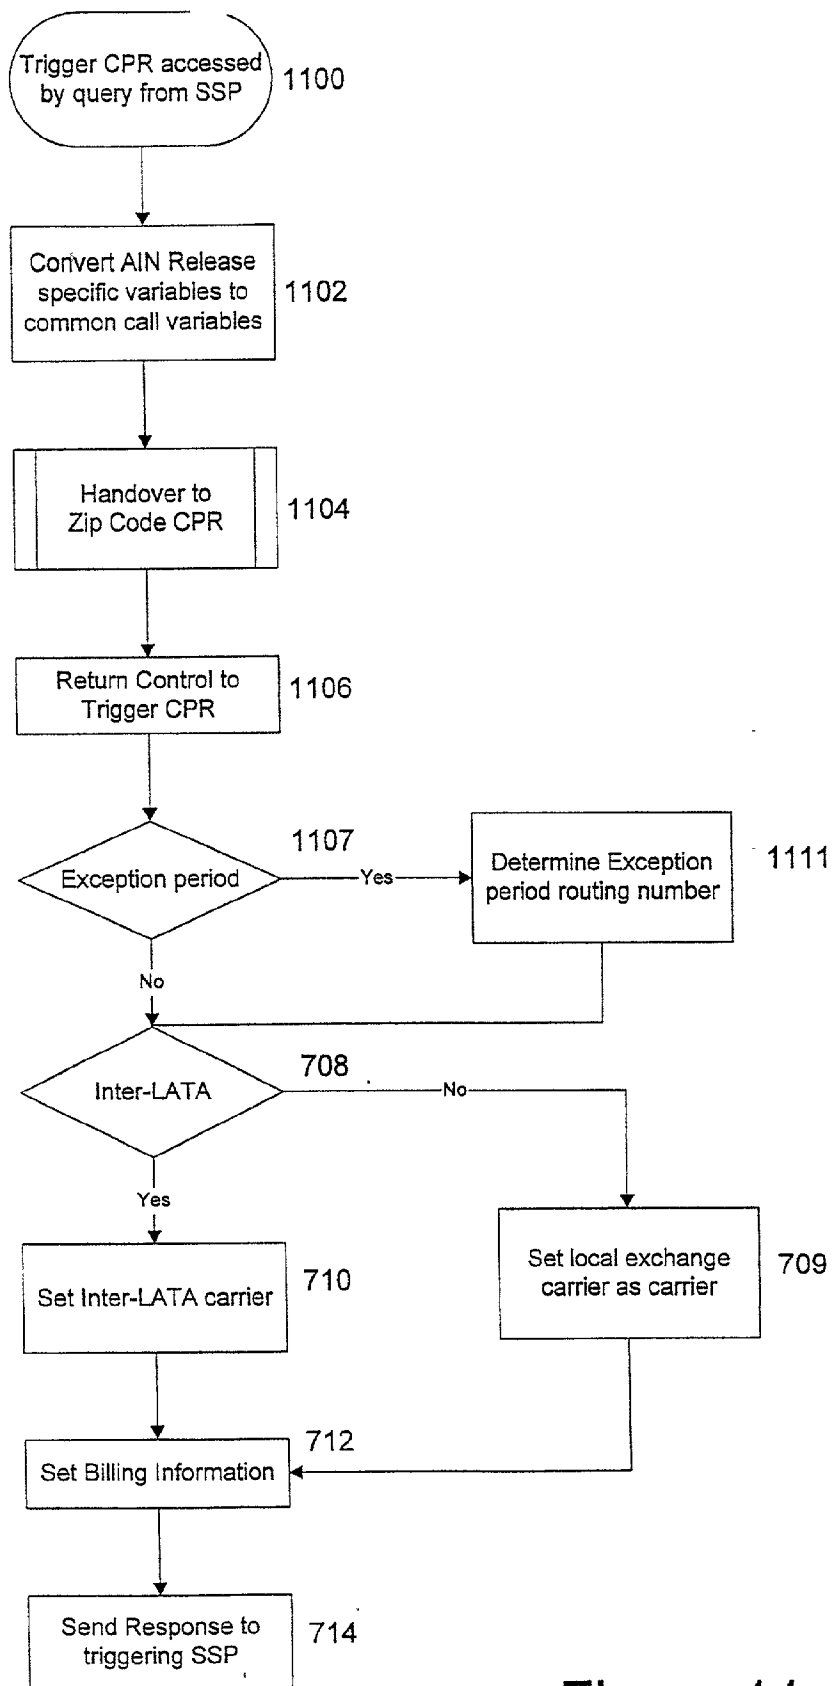 Trigger CPR accessed
by query from SSP
1100
Convert AIN Release
specific variables to
common call variables
1102
Handover to
Zip Code CPR
1104
Return Control to
Trigger CPR
1106
Exception period
1107
Yes
Determine Exception
period routing number
1111
No
Inter-LATA
708
No
Yes
Set Inter-LATA carrier
710
Set local exchange
carrier as carrier
709
Set Billing Information
712
Send Response to
triggering SSP
714